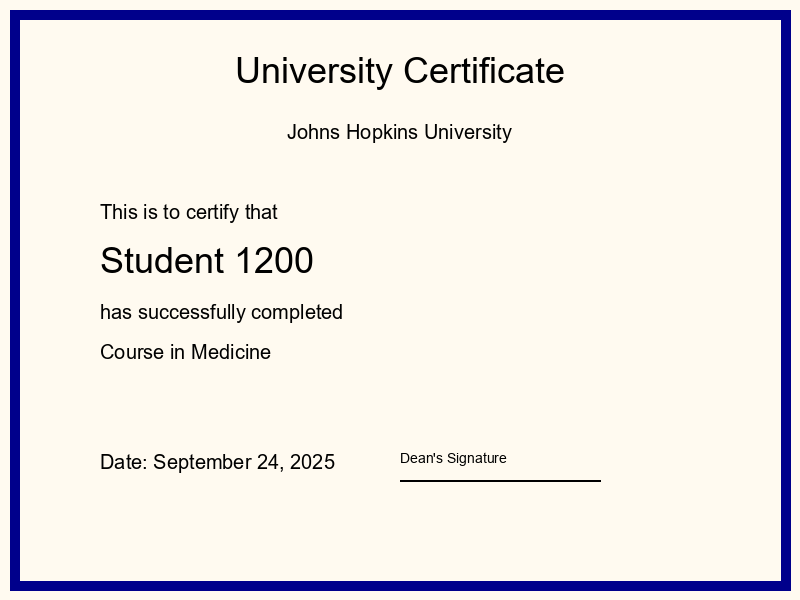 University Certificate
Johns Hopkins University
This is to certify that
Student 1200
has successfully completed
Course in Medicine
Date: September 24, 2025
Dean's Signature